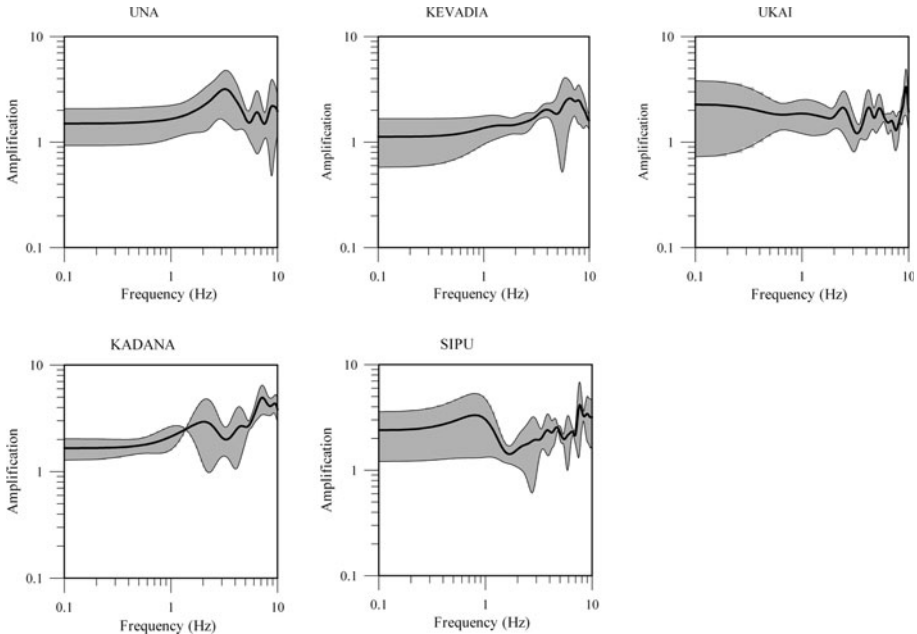 UNA
KEVADIA
UKAI
10
1
0.1
Amplification
0.1
1
10
Frequency (Hz)
10
1
0.1
Amplification
0.1
1
10
Frequency (Hz)
10
1
0.1
Amplification
0.1
1
10
Frequency (Hz)
KADANA
SIPU
10
1
0.1
Amplification
0.1
1
10
Frequency (Hz)
10
1
0.1
Amplification
0.1
1
10
Frequency (Hz)